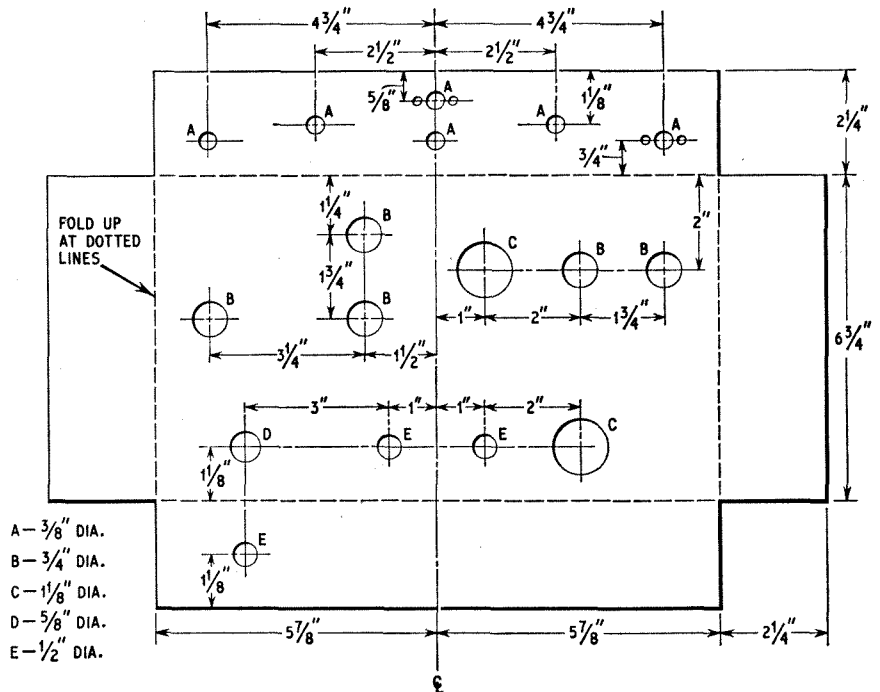 4 3/4" 4 3/4"
2 1/2" 2 1/2"
5/8" A 1 1/8"
A A A A A
2 1/4"
3/4"
FOLD UP
AT DOTTED
LINES
1 1/4" B C B B 2"
1 3/4"
B B 1" 2" 1 3/4"
6 3/4"
3 1/4" 1 1/2"
3" 1" 1" 2"
D E E C
1 1/8"
A–3/8" DIA.
B–3/4" DIA.
C–1 1/8" DIA.
D–5/8" DIA.
E–1/2" DIA.
E
1 1/8"
5 7/8" 5 7/8" 2 1/4"
℄